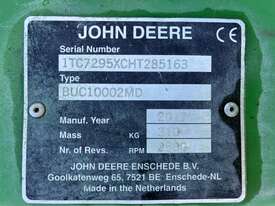 JOHN DEERE CE
Serial Number
1TC7295XCHT285163
Type
BUC10002MD
Manuf. Year
Mass KG 310
Nr. of Revs. RPM
JOHN DEERE ENSCHEDE B.V.
Goolkatenweg 65, 7521 BE Enschede-NL
Made in the Netherlands